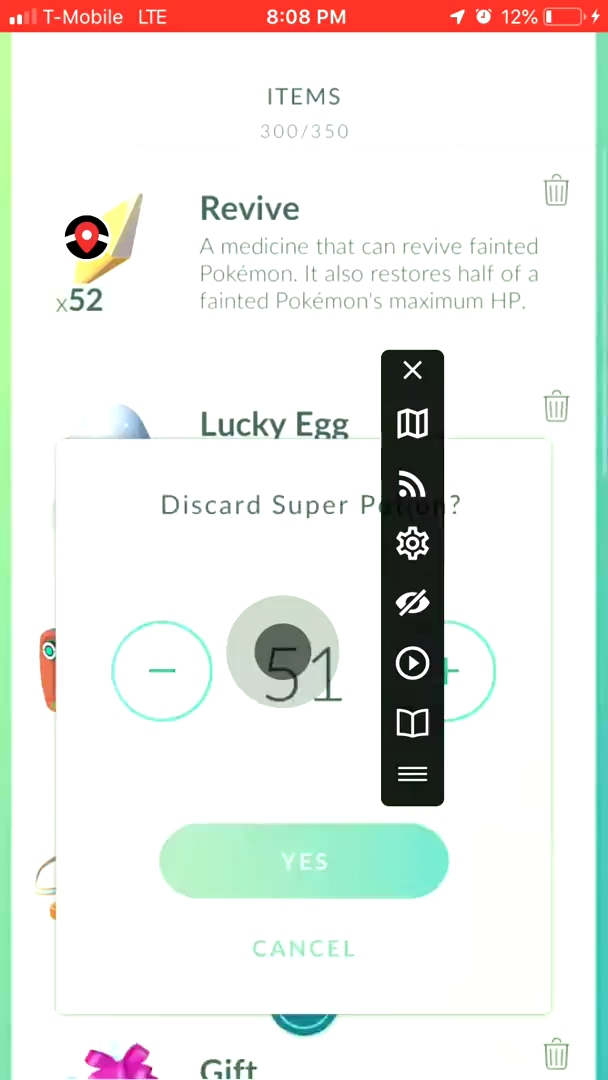 T-Mobile LTE 8:08 PM 12%
ITEMS
300/350
Revive
A medicine that can revive fainted
Pokémon. It also restores half of a
fainted Pokémon's maximum HP.
x52
Lucky Egg
Discard Super Potion?
51
YES
CANCEL
Gift